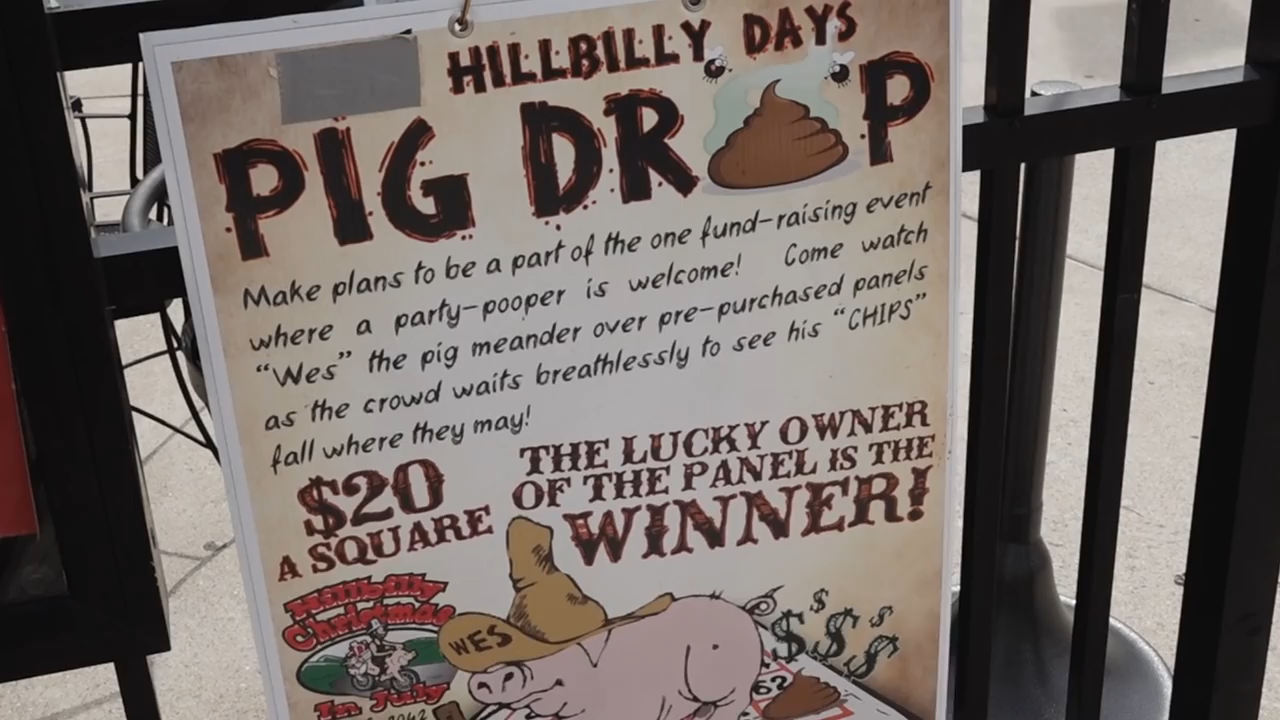 HILLBILLY DAYS
PIG DROP
Make plans to be a part of the one fund-raising event
where a party-pooper is welcome! Come watch
"Wes" the pig meander over pre-purchased panels
as the crowd waits breathlessly to see his "CHIPS"
fall where they may!
$20
A SQUARE
THE LUCKY OWNER
OF THE PANEL IS THE
WINNER!
Hillbilly
Christmas
In July
WES
$ $ $ $
62